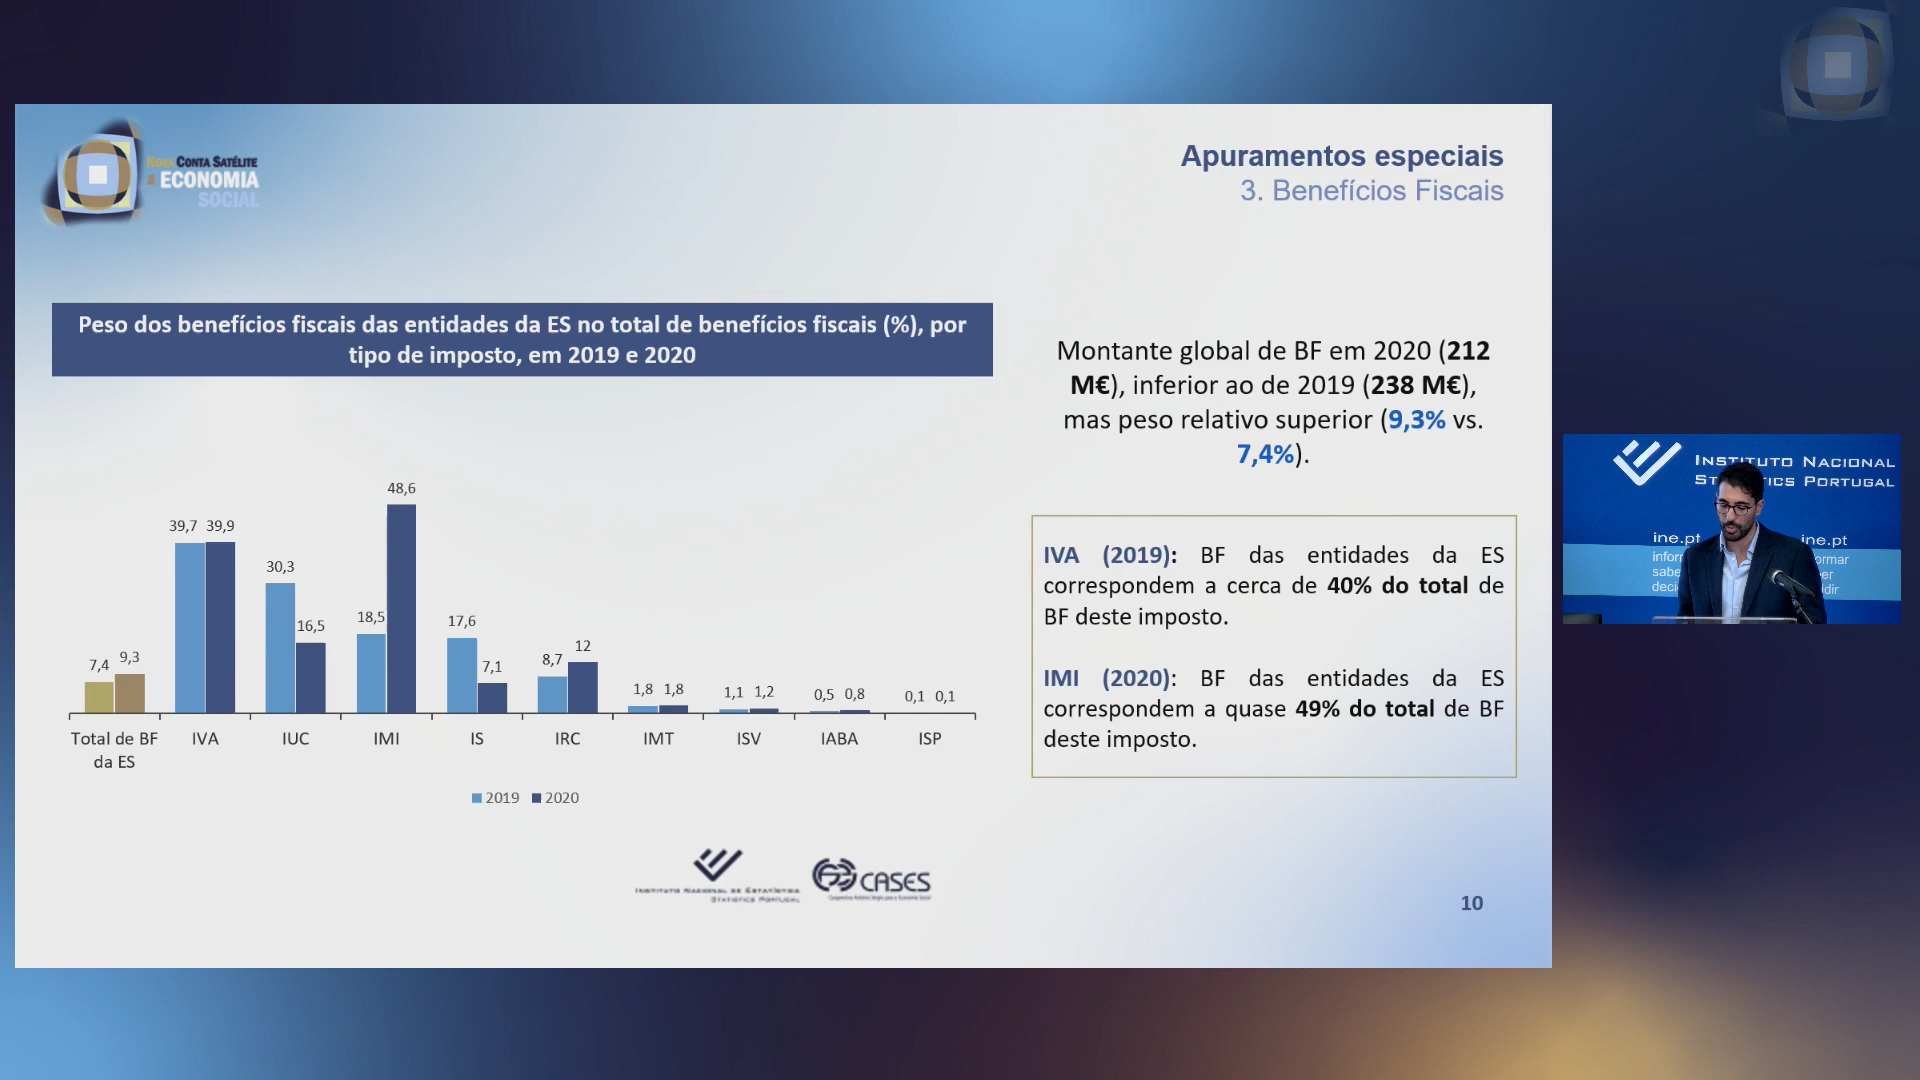 CONTA SATÉLITE
ECONOMIA
SOCIAL
Apuramentos especiais
3. Benefícios Fiscais
Peso dos benefícios fiscais das entidades da ES no total de benefícios fiscais (%), por
tipo de imposto, em 2019 e 2020
7,4 9,3
39,7 39,9
30,3 16,5
18,5 48,6
17,6 7,1
8,7 12
1,8 1,8
1,1 1,2
0,5 0,8
0,1 0,1
Total de BF
da ES
IVA
IUC
IMI
IS
IRC
IMT
ISV
IABA
ISP
2019 2020
Montante global de BF em 2020 (212
M€), inferior ao de 2019 (238 M€),
mas peso relativo superior (9,3% vs.
7,4%).
IVA (2019): BF das entidades da ES
correspondem a cerca de 40% do total de
BF deste imposto.
IMI (2020): BF das entidades da ES
correspondem a quase 49% do total de BF
deste imposto.
INSTITUTO NACIONAL DE ESTATÍSTICA
STATISTICS PORTUGAL
CASES
10
INSTITUTO NACIONAL
ST ICS PORTUGAL
ine.pt
ine.pt